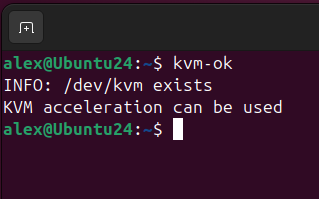 alex@Ubuntu24:~$ kvm-ok
INFO: /dev/kvm exists
KVM acceleration can be used
alex@Ubuntu24:~$